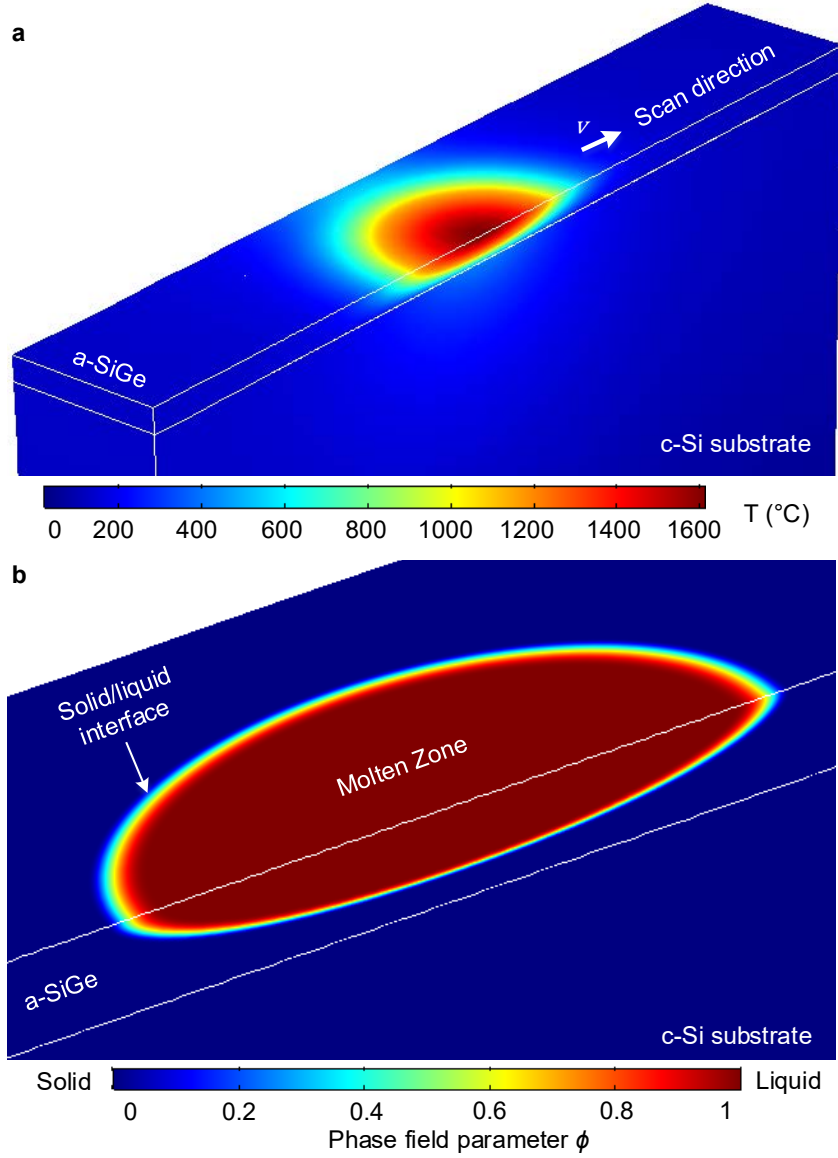 a
Scan direction
v
a-SiGe
c-Si substrate
0 200 400 600 800 1000 1200 1400 1600
T (°C)
b
Solid/liquid
interface
Molten Zone
a-SiGe
c-Si substrate
Solid
Liquid
0 0.2 0.4 0.6 0.8 1
Phase field parameter ϕ